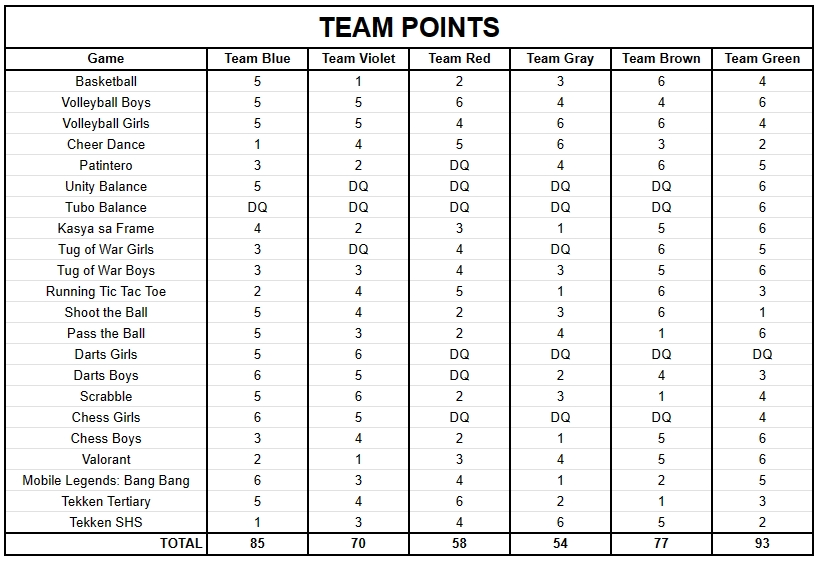 TEAM POINTS
Game Team Blue Team Violet Team Red Team Gray Team Brown Team Green
Basketball 5 1 2 3 6 4
Volleyball Boys 5 5 6 4 4 6
Volleyball Girls 5 5 4 6 6 4
Cheer Dance 1 4 5 6 3 2
Patintero 3 2 DQ 4 6 5
Unity Balance 5 DQ DQ DQ DQ 6
Tubo Balance DQ DQ DQ DQ DQ 6
Kasya sa Frame 4 2 3 1 5 6
Tug of War Girls 3 DQ 4 DQ 6 5
Tug of War Boys 3 3 4 3 5 6
Running Tic Tac Toe 2 4 5 1 6 3
Shoot the Ball 5 4 2 3 6 1
Pass the Ball 5 3 2 4 1 6
Darts Girls 5 6 DQ DQ DQ DQ
Darts Boys 6 5 DQ 2 4 3
Scrabble 5 6 2 3 1 4
Chess Girls 6 5 DQ DQ DQ 4
Chess Boys 3 4 2 1 5 6
Valorant 2 1 3 4 5 6
Mobile Legends: Bang Bang 6 3 4 1 2 5
Tekken Tertiary 5 4 6 2 1 3
Tekken SHS 1 3 4 6 5 2
TOTAL 85 70 58 54 77 93